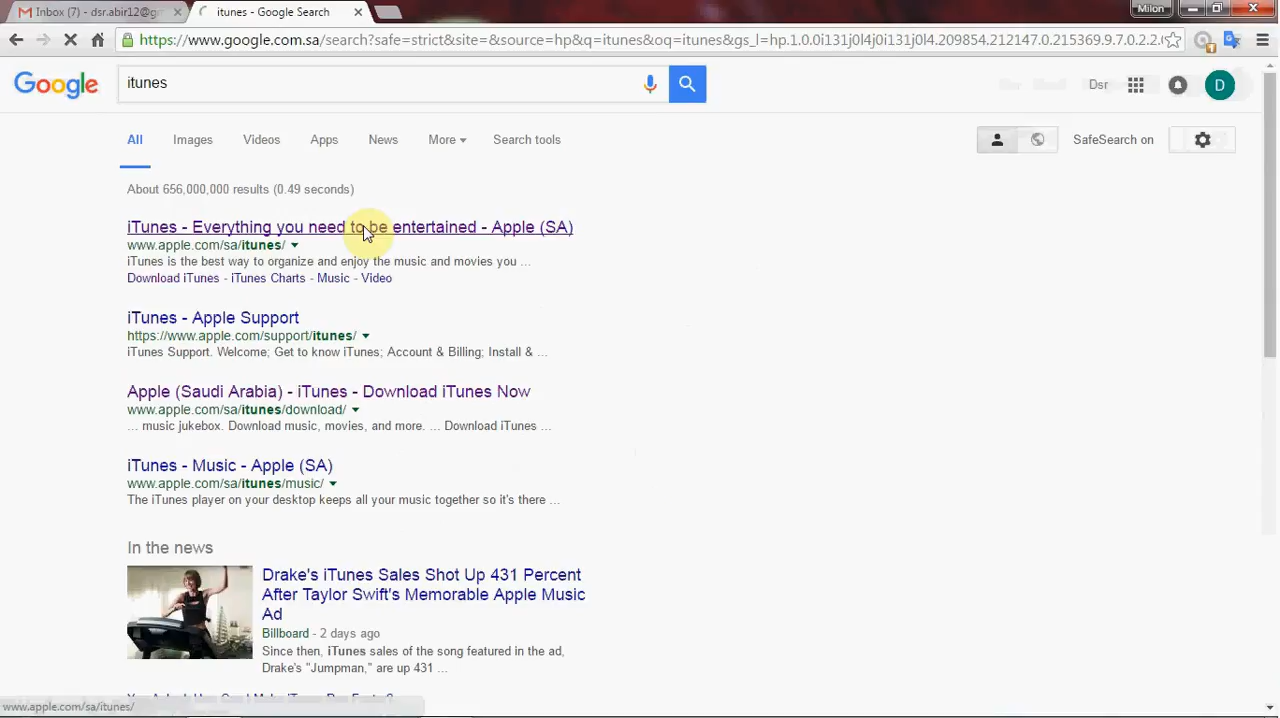 Inbox (7) - dsr.abir12@g
itunes - Google Search
Milon
https://www.google.com.sa/search?safe=strict&site=&source=hp&q=itunes&oq=itunes&gs_l=hp.1.0.0i131j0l4j0i131j0l4.209854.212147.0.215369.9.7.0.2.2.
Google
itunes
Dsr
D
All Images Videos Apps News More Search tools
SafeSearch on
About 656,000,000 results (0.49 seconds)
iTunes - Everything you need to be entertained - Apple (SA)
www.apple.com/sa/itunes/
iTunes is the best way to organize and enjoy the music and movies you ...
Download iTunes - iTunes Charts - Music - Video
iTunes - Apple Support
https://www.apple.com/support/itunes/
iTunes Support. Welcome; Get to know iTunes; Account & Billing; Install & ...
Apple (Saudi Arabia) - iTunes - Download iTunes Now
www.apple.com/sa/itunes/download/
... music jukebox. Download music, movies, and more. ... Download iTunes ...
iTunes - Music - Apple (SA)
www.apple.com/sa/itunes/music/
The iTunes player on your desktop keeps all your music together so it's there ...
In the news
Drake's iTunes Sales Shot Up 431 Percent
After Taylor Swift's Memorable Apple Music
Ad
Billboard - 2 days ago
Since then, iTunes sales of the song featured in the ad,
Drake's "Jumpman," are up 431 ...
www.apple.com/sa/itunes/